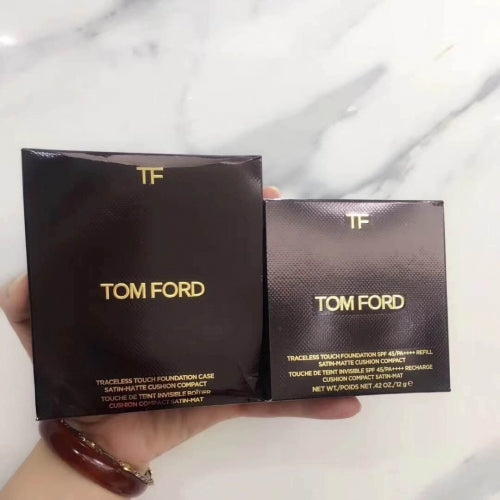 TF
TOM FORD
TRACELESS TOUCH FOUNDATION CASE
SATIN-MATTE CUSHION COMPACT
TOUCHE DE TEINT INVISIBLE BOÎTIER
CUSHION COMPACT SATIN-MAT
TF
TOM FORD
TRACELESS TOUCH FOUNDATION SPF 45/PA++++ REFILL
SATIN-MATTE CUSHION COMPACT
TOUCHE DE TEINT INVISIBLE SPF 45/PA++++ RECHARGE
CUSHION COMPACT SATIN-MAT
NET WT./POIDS NET .42 OZ/12 g ℮